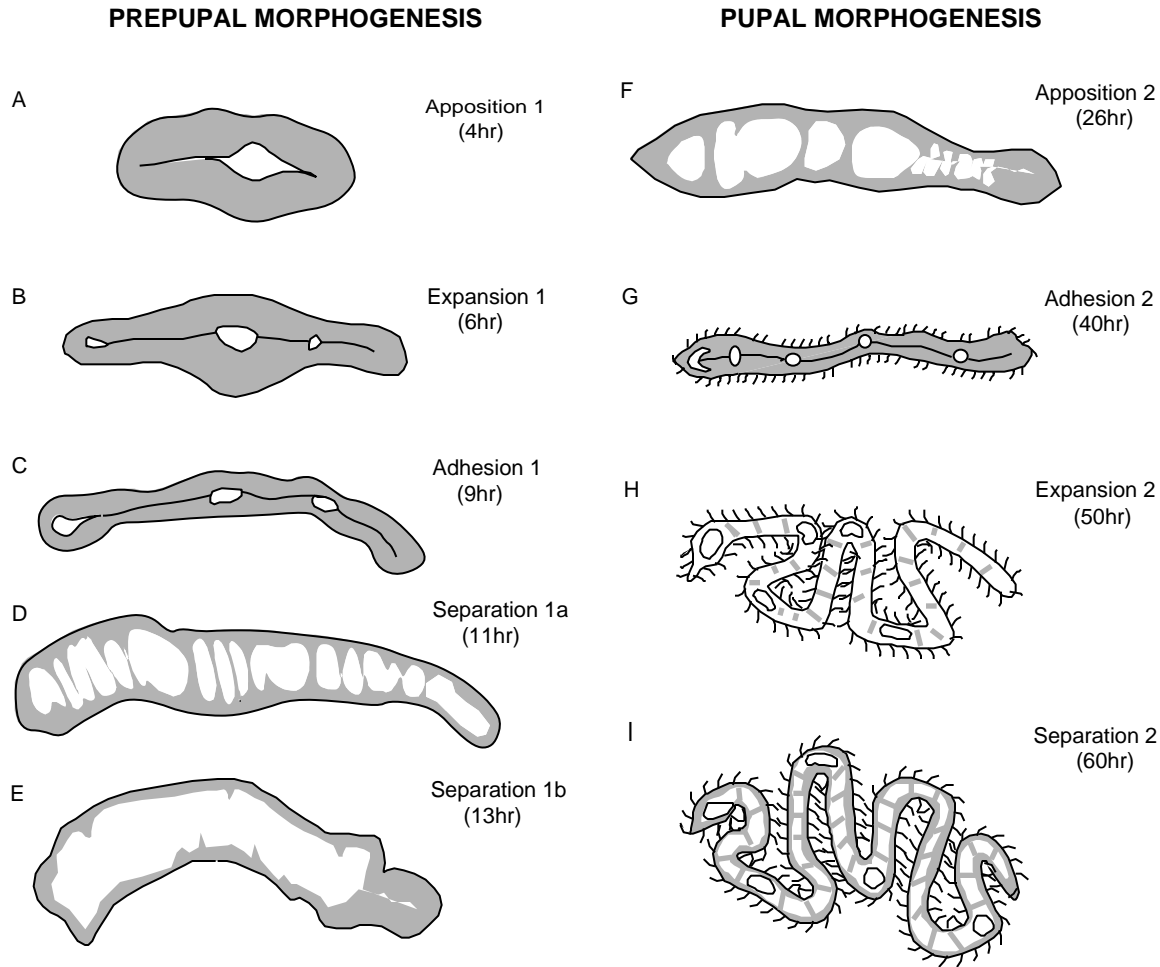 PREPUPAL MORPHOGENESIS
A
Apposition 1
(4hr)
B
Expansion 1
(6hr)
C
Adhesion 1
(9hr)
D
Separation 1a
(11hr)
E
Separation 1b
(13hr)
PUPAL MORPHOGENESIS
F
Apposition 2
(26hr)
G
Adhesion 2
(40hr)
H
Expansion 2
(50hr)
I
Separation 2
(60hr)